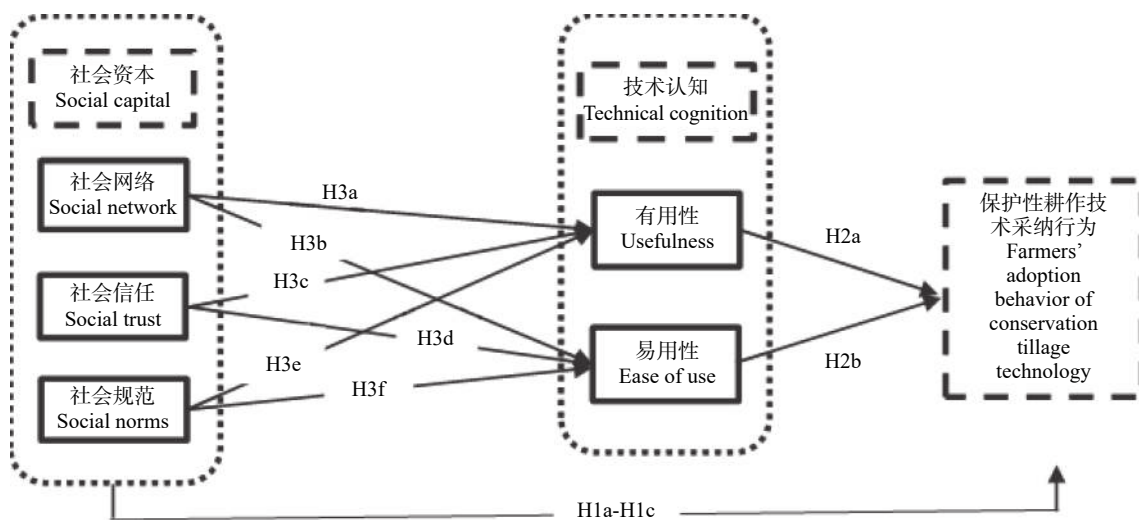 社会资本
Social capital
社会网络
Social network
社会信任
Social trust
社会规范
Social norms
H3a
H3b
H3c
H3d
H3e
H3f
技术认知
Technical cognition
有用性
Usefulness
易用性
Ease of use
H2a
H2b
保护性耕作技
术采纳行为
Farmers’
adoption
behavior of
conservation
tillage
technology
H1a-H1c